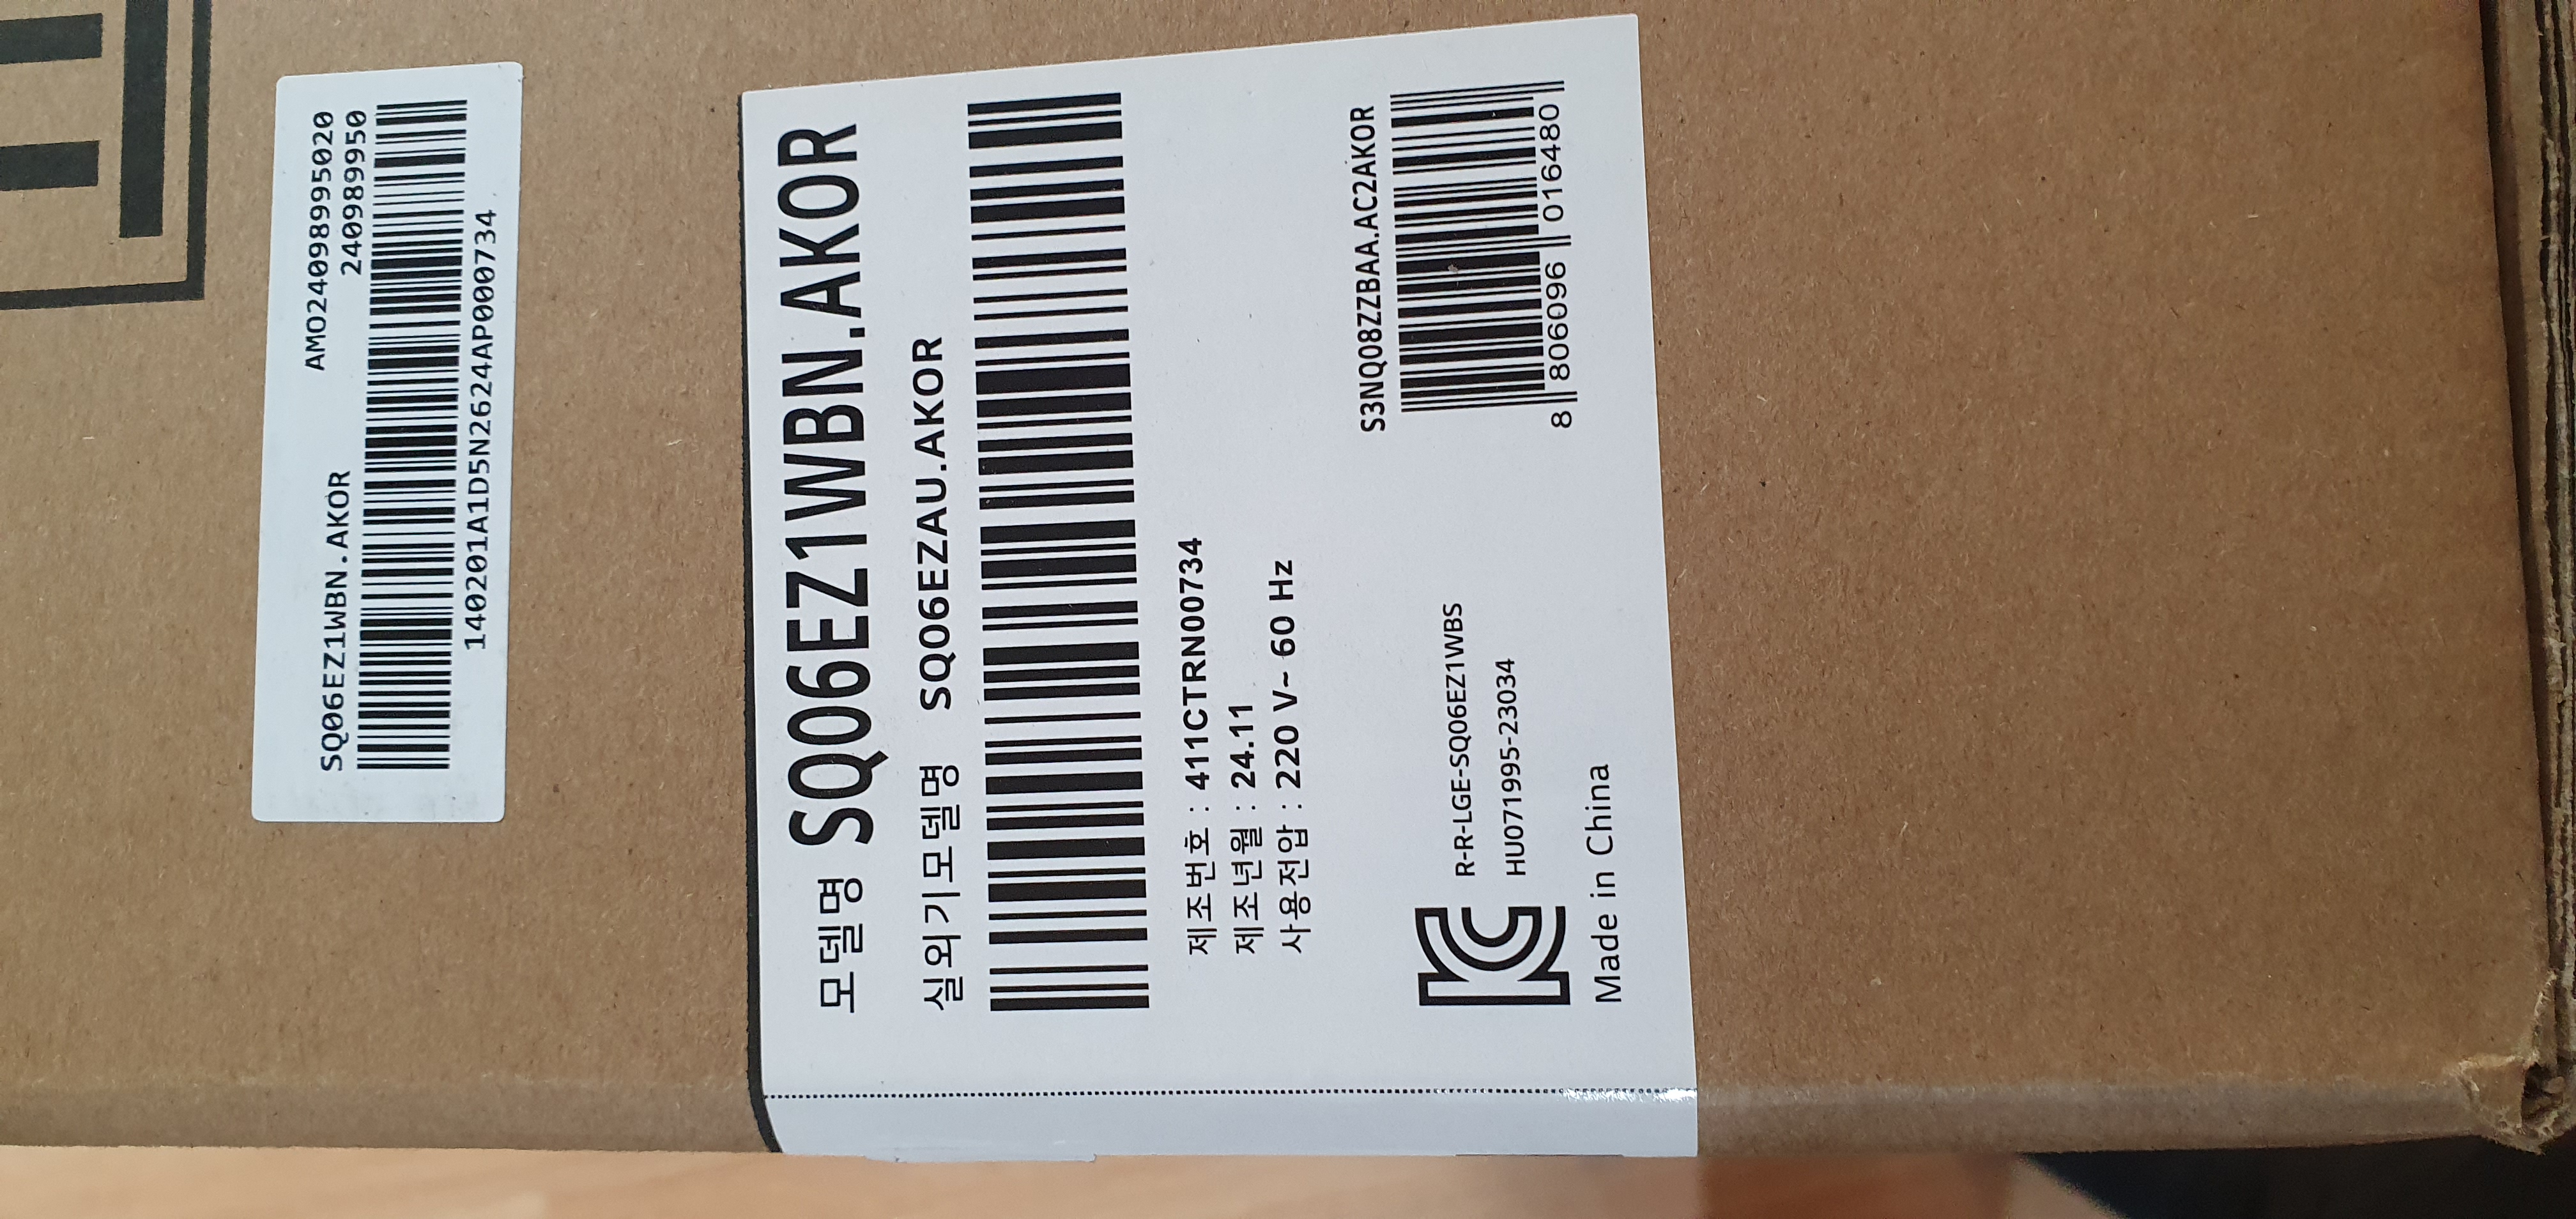 AMO24098995020
SQ06EZ1WBN.AKOR 240989950
140201A1D5N2624AP000734
모델명 SQ06EZ1WBN.AKOR
실외기모델명 SQ06EZAU.AKOR
제조번호 : 411CTRN00734
제조년월 : 24.11
사용전압 : 220 V~ 60 Hz
S3NQ08ZZBAA.AC2AKOR
8 806096 016480
R-R-LGE-SQ06EZ1WBS
HU071995-23034
Made in China